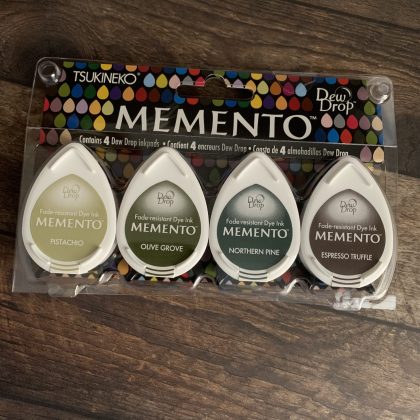 TSUKINEKO®
Dew Drop™
MEMENTO™
Contains 4 Dew Drop inkpads • Contient 4 encreurs Dew Drop • Consta de 4 almohadillas Dew Drop
Dew Drop
Fade-resistant Dye Ink
MEMENTO
PISTACHIO
Dew Drop
Fade-resistant Dye Ink
MEMENTO
OLIVE GROVE
Dew Drop
Fade-resistant Dye Ink
MEMENTO
NORTHERN PINE
Dew Drop
Fade-resistant Dye Ink
MEMENTO
ESPRESSO TRUFFLE